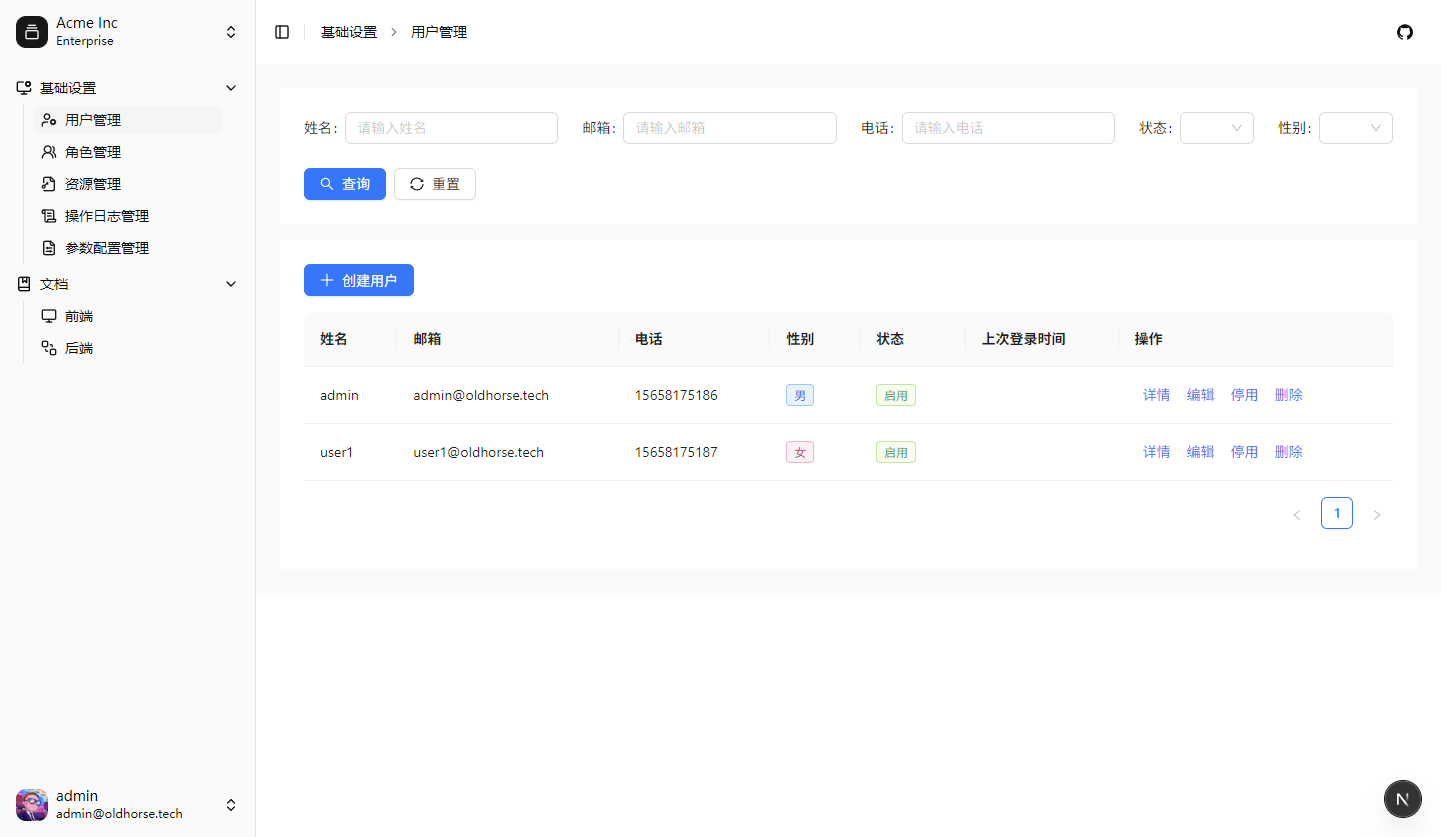 Acme Inc
Enterprise
基础设置
用户管理
角色管理
资源管理
操作日志管理
参数配置管理
文档
前端
后端
admin
admin@oldhorse.tech
基础设置 > 用户管理
姓名: 请输入姓名 邮箱: 请输入邮箱 电话: 请输入电话 状态: 性别:
查询 重置
创建用户
姓名 邮箱 电话 性别 状态 上次登录时间 操作
admin admin@oldhorse.tech 15658175186 男 启用 详情 编辑 停用 删除
user1 user1@oldhorse.tech 15658175187 女 启用 详情 编辑 停用 删除
< 1 >
N